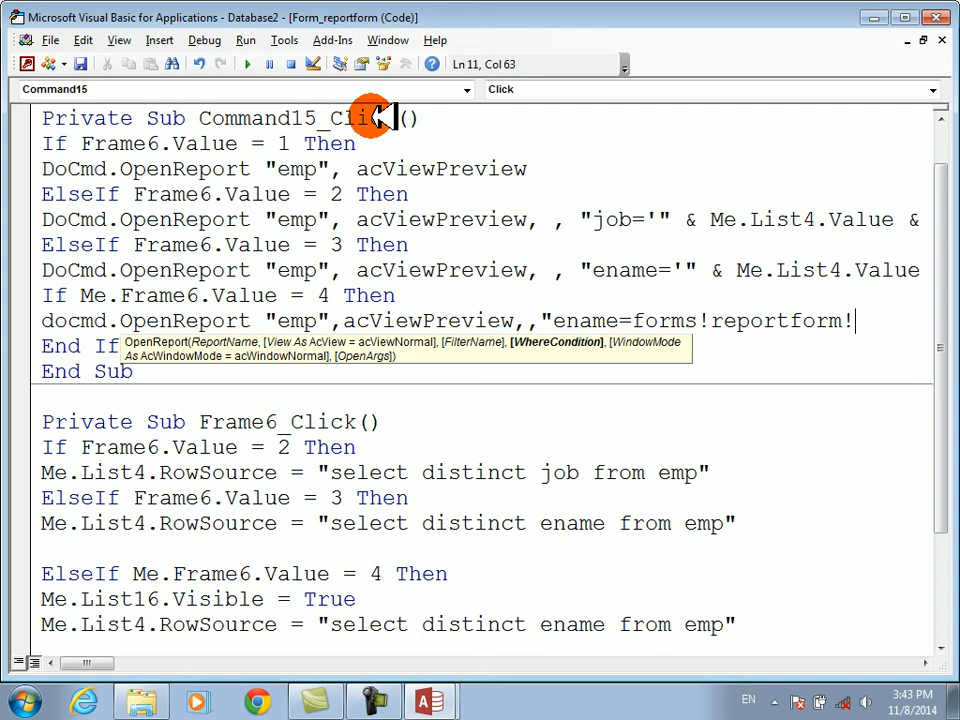 Microsoft Visual Basic for Applications - Database2 - [Form_reportform (Code)]
File Edit View Insert Debug Run Tools Add-Ins Window Help
Ln 11, Col 63
Command15 Click
Private Sub Command15_Click()
If Frame6.Value = 1 Then
DoCmd.OpenReport "emp", acViewPreview
ElseIf Frame6.Value = 2 Then
DoCmd.OpenReport "emp", acViewPreview, , "job='" & Me.List4.Value &
ElseIf Frame6.Value = 3 Then
DoCmd.OpenReport "emp", acViewPreview, , "ename='" & Me.List4.Value
If Me.Frame6.Value = 4 Then
docmd.OpenReport "emp",acViewPreview,,"ename=forms!reportform!
OpenReport(ReportName, [View As AcView = acViewNormal], [FilterName], [WhereCondition], [WindowMode
As AcWindowMode = acWindowNormal], [OpenArgs])
End If
End Sub
Private Sub Frame6_Click()
If Frame6.Value = 2 Then
Me.List4.RowSource = "select distinct job from emp"
ElseIf Frame6.Value = 3 Then
Me.List4.RowSource = "select distinct ename from emp"
ElseIf Me.Frame6.Value = 4 Then
Me.List16.Visible = True
Me.List4.RowSource = "select distinct ename from emp"
EN
3:43 PM
11/8/2014